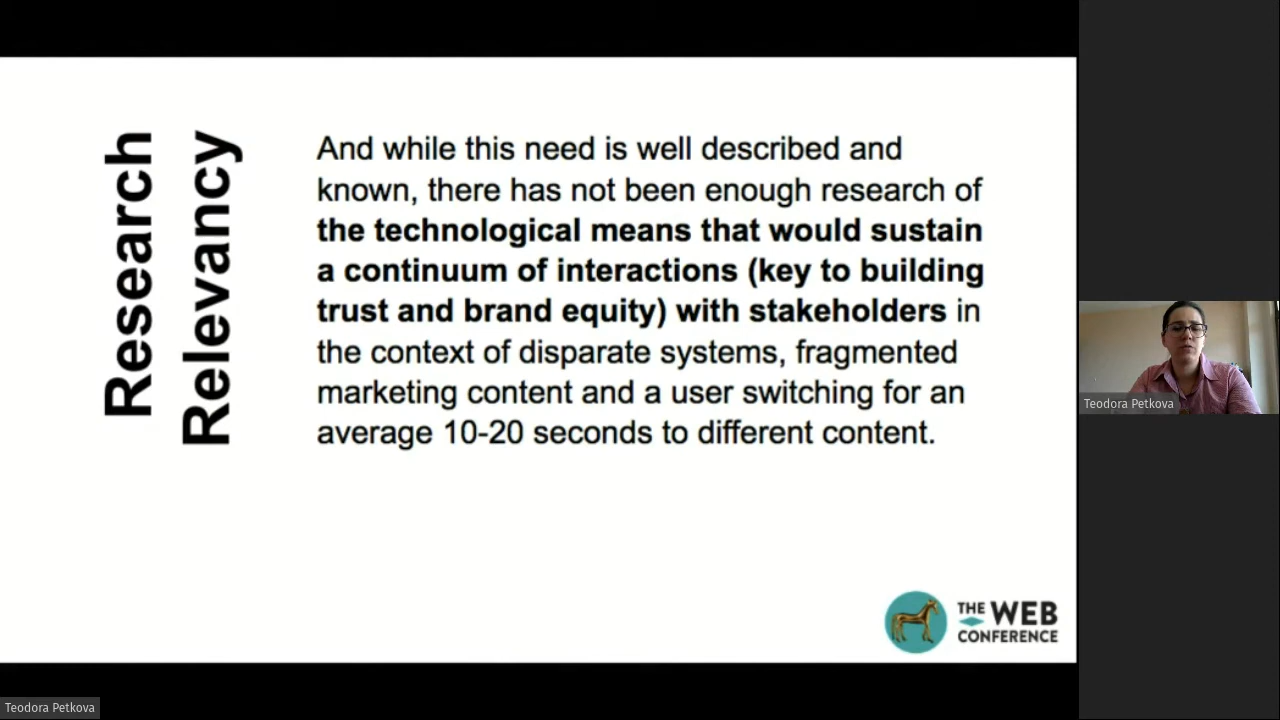 Research
Relevancy
And while this need is well described and
known, there has not been enough research of
the technological means that would sustain
a continuum of interactions (key to building
trust and brand equity) with stakeholders in
the context of disparate systems, fragmented
marketing content and a user switching for an
average 10-20 seconds to different content.
THE WEB
CONFERENCE
Teodora Petkova
Teodora Petkova